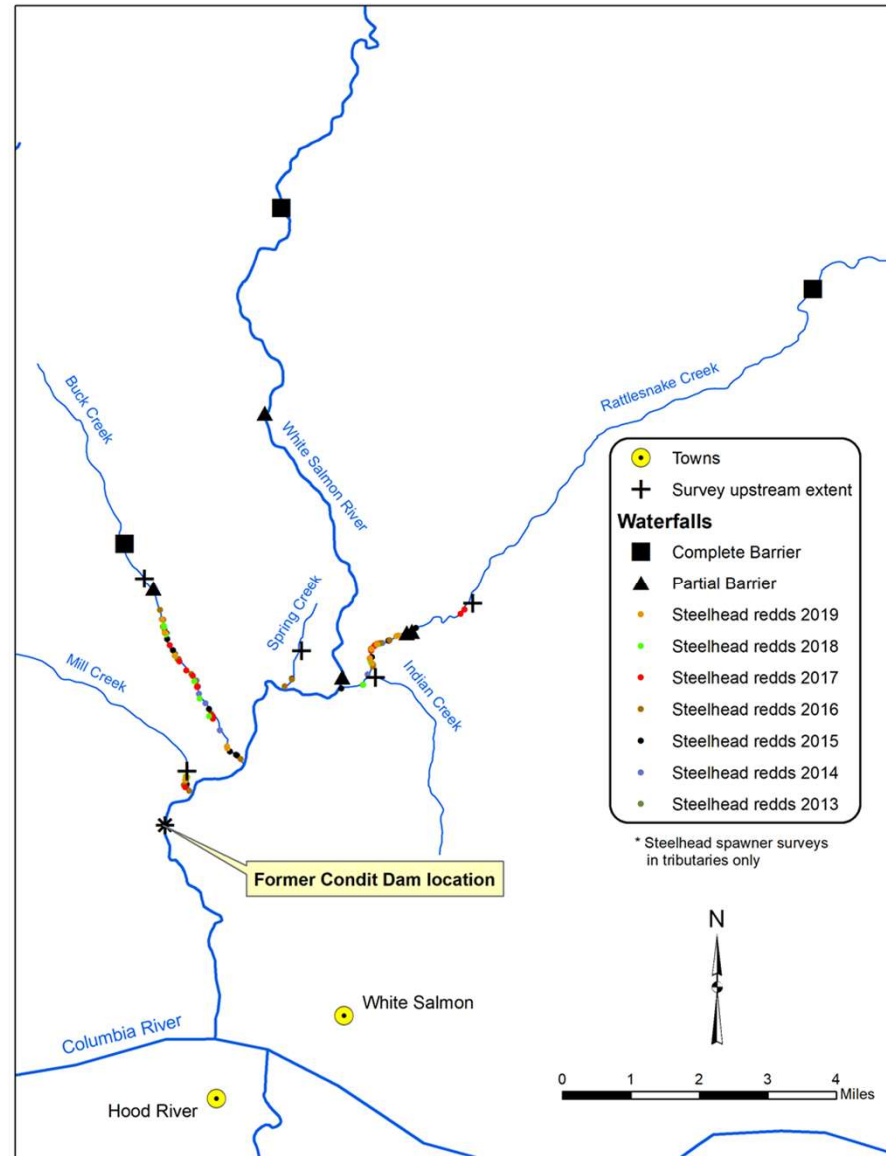 Buck Creek
White Salmon River
Rattlesnake Creek
Spring Creek
Mill Creek
Indian Creek
Towns
Survey upstream extent
Waterfalls
Complete Barrier
Partial Barrier
Steelhead redds 2019
Steelhead redds 2018
Steelhead redds 2017
Steelhead redds 2016
Steelhead redds 2015
Steelhead redds 2014
Steelhead redds 2013
* Steelhead spawner surveys
in tributaries only
Former Condit Dam location
N
White Salmon
Columbia River
Hood River
0 1 2 3 4
Miles